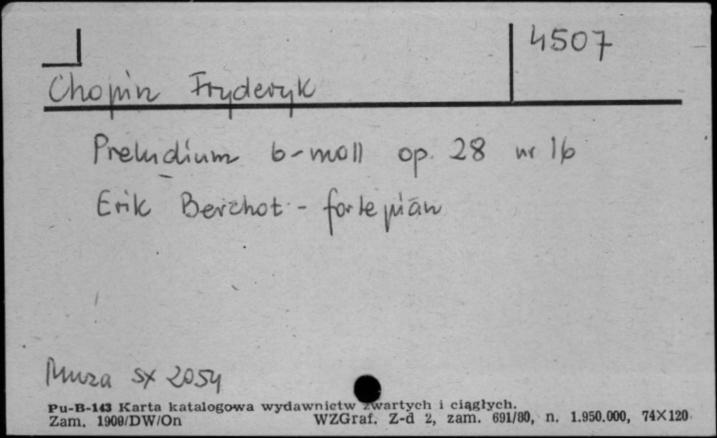 4507
Chopin Fryderyk
Preludium b-moll op. 28 nr 16
Erik Berchot - fortepian
Muza SX 2054
Pu-B-143 Karta katalogowa wydawnictw zwartych i ciągłych.
Zam. 1900/DW/On WZGraf. Z-d 2, zam. 691/80, n. 1.950.000, 74X120